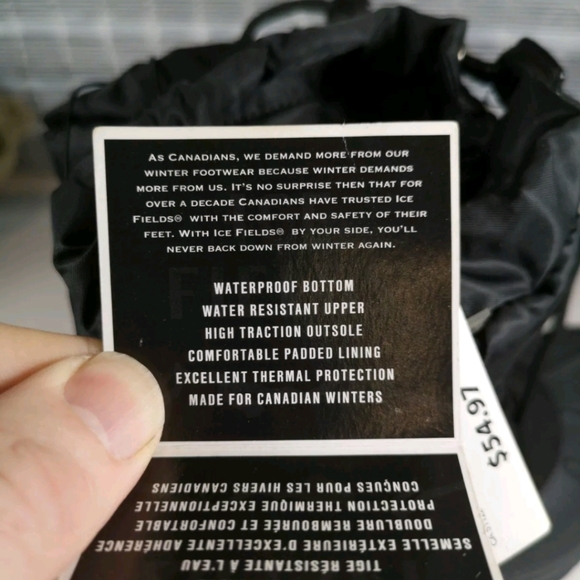 As Canadians, we demand more from our
winter footwear because winter demands
more from us. It's no surprise then that for
over a decade Canadians have trusted Ice
Fields® with the comfort and safety of their
feet. With Ice Fields® by your side, you'll
never back down from winter again.
WATERPROOF BOTTOM
WATER RESISTANT UPPER
HIGH TRACTION OUTSOLE
COMFORTABLE PADDED LINING
EXCELLENT THERMAL PROTECTION
MADE FOR CANADIAN WINTERS
$54.97
TIGE RÉSISTANTE À L'EAU
SEMELLE EXTÉRIEURE D'EXCELLENTE ADHÉRENCE
DOUBLURE REMBOURÉE ET CONFORTABLE
PROTECTION THERMIQUE EXCEPTIONNELLE
CONÇUES POUR LES HIVERS CANADIENS